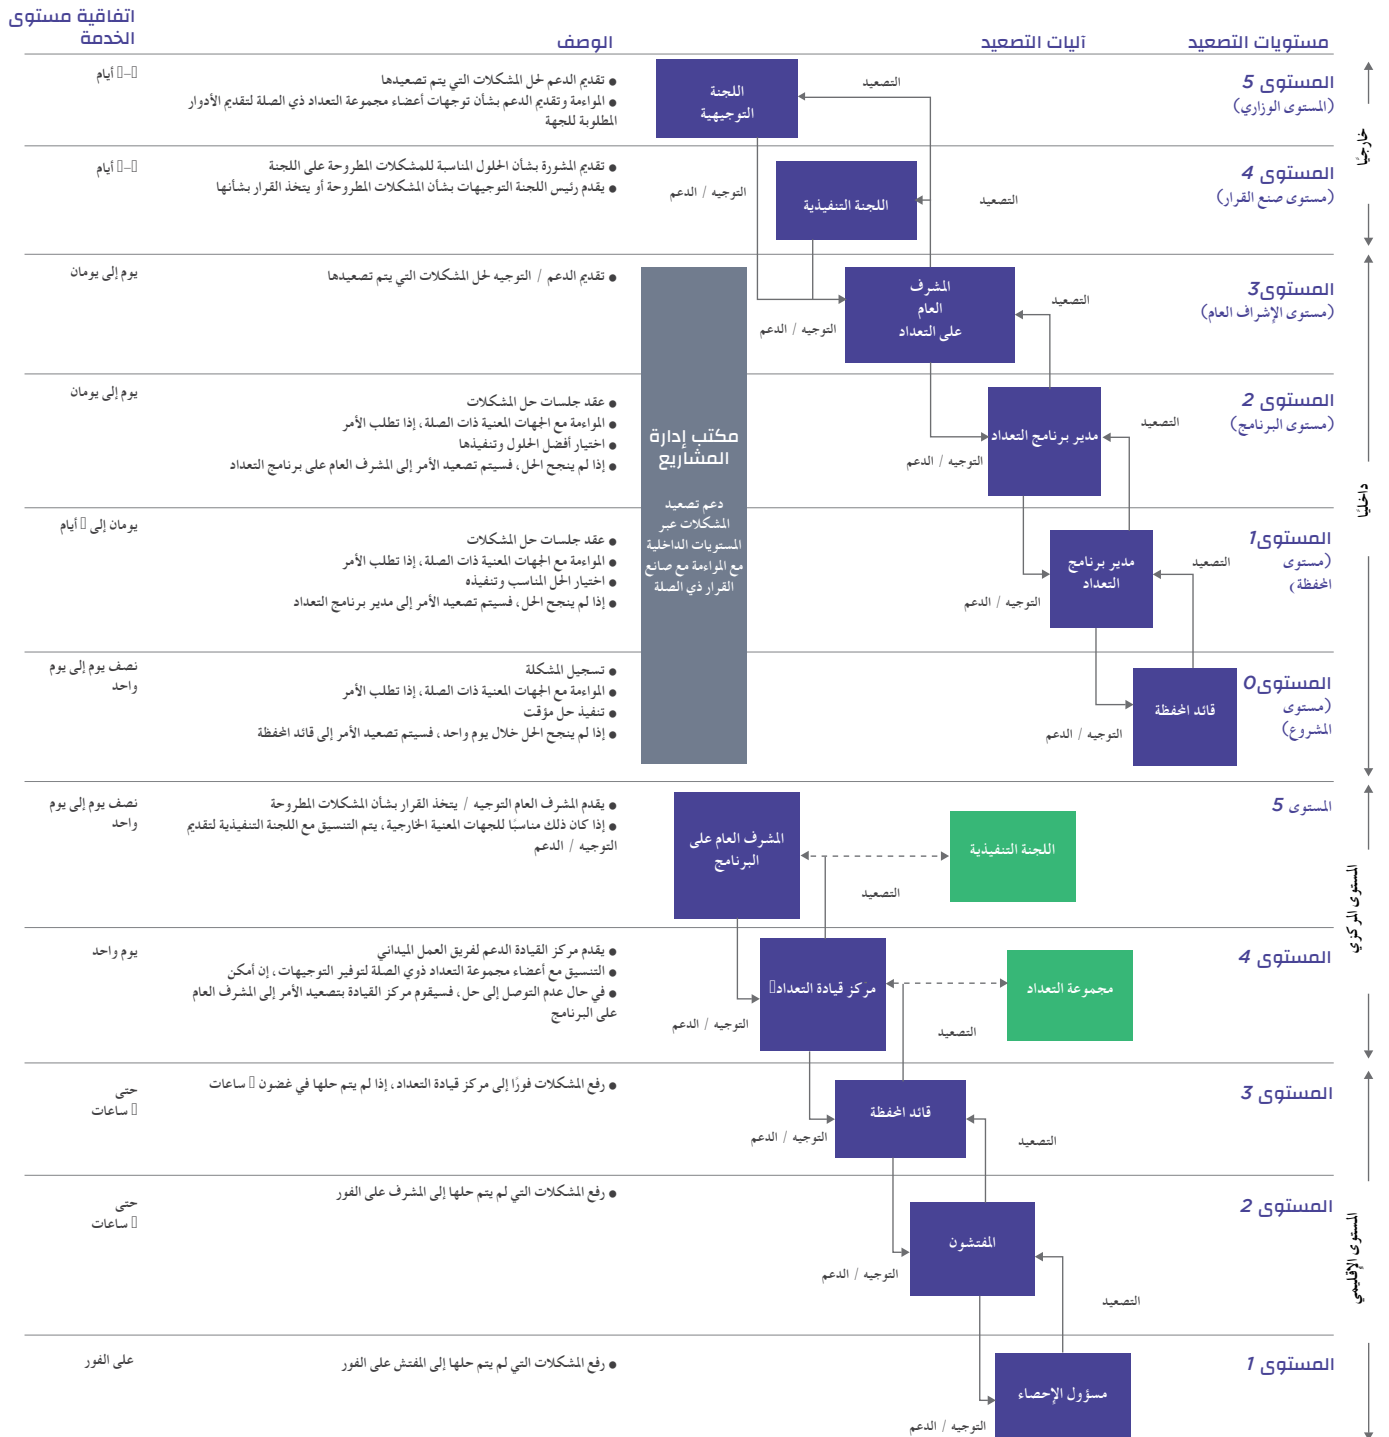 مستويات التصعيد
آليات التصعيد
الوصف
اتفاقية مستوى
الخدمة
خارجيًا
المستوى 5
(المستوى الوزاري)
التصعيد
اللجنة
التوجيهية
● تقديم الدعم لحل المشكلات التي يتم تصعيدها
● المواءمة وتقديم الدعم بشأن توجهات أعضاء مجموعة التعداد ذي الصلة لتقديم الأدوار
المطلوبة للجهة
أيام
المستوى 4
(مستوى صنع القرار)
التصعيد
اللجنة التنفيذية
التوجيه / الدعم
● تقديم المشورة بشأن الحلول المناسبة للمشكلات المطروحة على اللجنة
● يقدم رئيس اللجنة التوجيهات بشأن المشكلات المطروحة أو يتخذ القرار بشأنها
أيام
داخليًا
المستوى3
(مستوى الإشراف العام)
التصعيد
المشرف
العام
على التعداد
التوجيه / الدعم
● تقديم الدعم / التوجيه لحل المشكلات التي يتم تصعيدها
يوم إلى يومان
المستوى 2
(مستوى البرنامج)
التصعيد
مدير برنامج التعداد
التوجيه / الدعم
مكتب إدارة
المشاريع
دعم تصعيد
المشكلات عبر
المستويات الداخلية
مع المواءمة مع صانع
القرار ذي الصلة
● عقد جلسات حل المشكلات
● المواءمة مع الجهات المعنية ذات الصلة، إذا تطلب الأمر
● اختيار أفضل الحلول وتنفيذها
● إذا لم ينجح الحل، فسيتم تصعيد الأمر إلى المشرف العام على برنامج التعداد
يوم إلى يومان
المستوى1
(مستوى
المحفظة)
التصعيد
مدير برنامج
التعداد
التوجيه / الدعم
● عقد جلسات حل المشكلات
● المواءمة مع الجهات المعنية ذات الصلة، إذا تطلب الأمر
● اختيار الحل المناسب وتنفيذه
● إذا لم ينجح الحل، فسيتم تصعيد الأمر إلى مدير برنامج التعداد
يومان إلى أيام
المستوى0
(مستوى
المشروع)
قائد المحفظة
التوجيه / الدعم
● تسجيل المشكلة
● المواءمة مع الجهات المعنية ذات الصلة، إذا تطلب الأمر
● تنفيذ حل مؤقت
● إذا لم ينجح الحل خلال يوم واحد، فسيتم تصعيد الأمر إلى قائد المحفظة
نصف يوم إلى يوم
واحد
المستوى المركزي
المستوى 5
اللجنة التنفيذية
المشرف العام على
البرنامج
التصعيد
● يقدم المشرف العام التوجيه / يتخذ القرار بشأن المشكلات المطروحة
● إذا كان ذلك مناسبًا للجهات المعنية الخارجية، يتم التنسيق مع اللجنة التنفيذية لتقديم
التوجيه / الدعم
نصف يوم إلى يوم
واحد
المستوى 4
مجموعة التعداد
مركز قيادة التعداد
التصعيد
التوجيه / الدعم
● يقدم مركز القيادة الدعم لفريق العمل الميداني
● التنسيق مع أعضاء مجموعة التعداد ذوي الصلة لتوفير التوجيهات، إن أمكن
● في حال عدم التوصل إلى حل، فسيقوم مركز القيادة بتصعيد الأمر إلى المشرف العام
على البرنامج
يوم واحد
المستوى الإقليمي
المستوى 3
قائد المحفظة
التصعيد
التوجيه / الدعم
● رفع المشكلات فورًا إلى مركز قيادة التعداد، إذا لم يتم حلها في غضون ساعات
حتى
ساعات
المستوى 2
المفتشون
التصعيد
التوجيه / الدعم
● رفع المشكلات التي لم يتم حلها إلى المشرف على الفور
حتى
ساعات
المستوى 1
مسؤول الإحصاء
التوجيه / الدعم
● رفع المشكلات التي لم يتم حلها إلى المفتش على الفور
على الفور